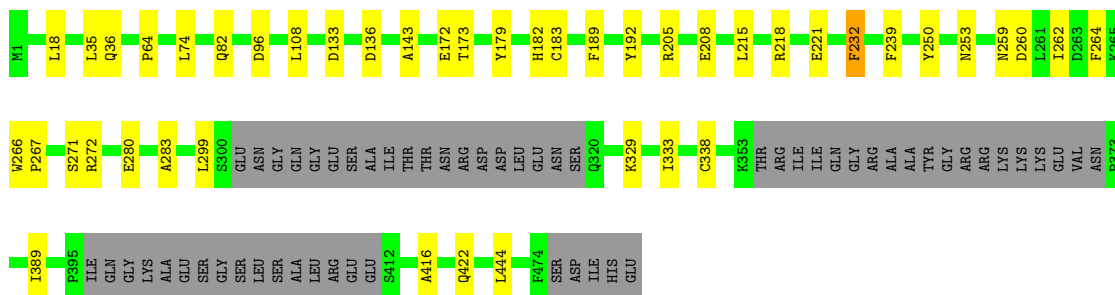 M1 L18 L35 Q36 P64 L74 Q82 D96 L108 D133 D136 A143 E172 T173 Y179 H182 C183 F189 Y192 R205 E208 L215 R218 E221 F232 F239 Y250 N253 N259 D260 L261 I262 D263 F264 K265
W266 P267 S271 R272 E280 A283 L299 S300 GLU ASN GLY GLN GLY GLU SER ALA ILE THR THR ASN ARG ASP ASP LEU GLU ASN SER Q320 K329 I333 C338 K353 THR ARG ILE ILE GLN GLY ARG ALA ALA TYR GLY ARG ARG LYS LYS LYS GLU VAL ASN P373
I389 P395 ILE GLN GLY LYS ALA GLU SER GLY SER LEU SER ALA LEU ARG GLU GLU S412 A416 Q422 L444 F474 SER ASP ILE HIS GLU